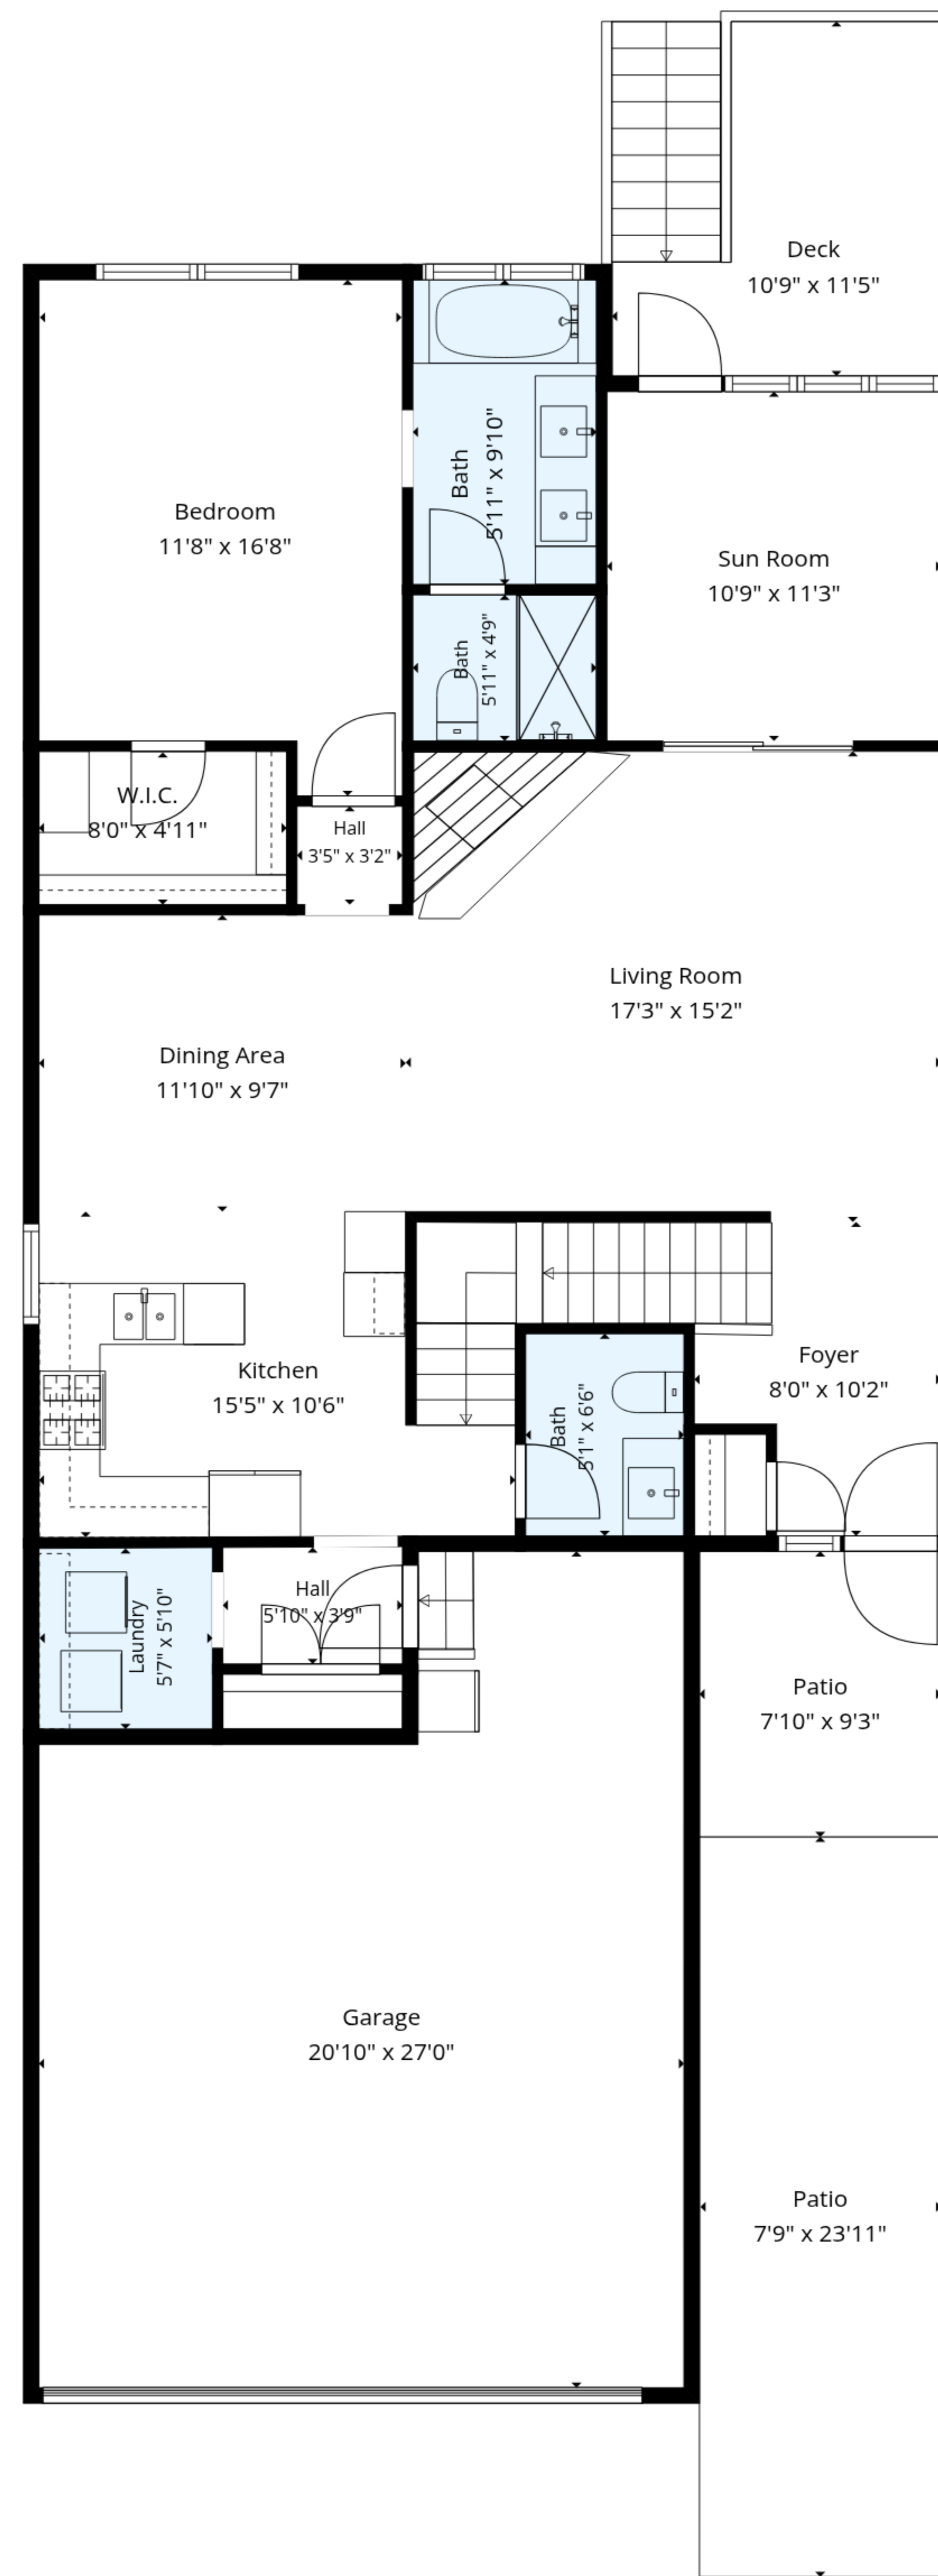 Deck
10'9" x 11'5"
Bedroom
11'8" x 16'8"
Bath
5'11" x 9'10"
Sun Room
10'9" x 11'3"
Bath
5'11" x 4'9"
W.I.C.
8'0" x 4'11"
Hall
3'5" x 3'2"
Living Room
17'3" x 15'2"
Dining Area
11'10" x 9'7"
Kitchen
15'5" x 10'6"
Bath
5'1" x 6'6"
Foyer
8'0" x 10'2"
Laundry
5'7" x 5'10"
Hall
5'10" x 3'9"
Patio
7'10" x 9'3"
Garage
20'10" x 27'0"
Patio
7'9" x 23'11"